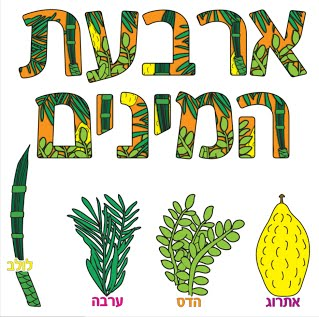 ארבעת
המינים
אתרוג
הדס
ערבה
לולב